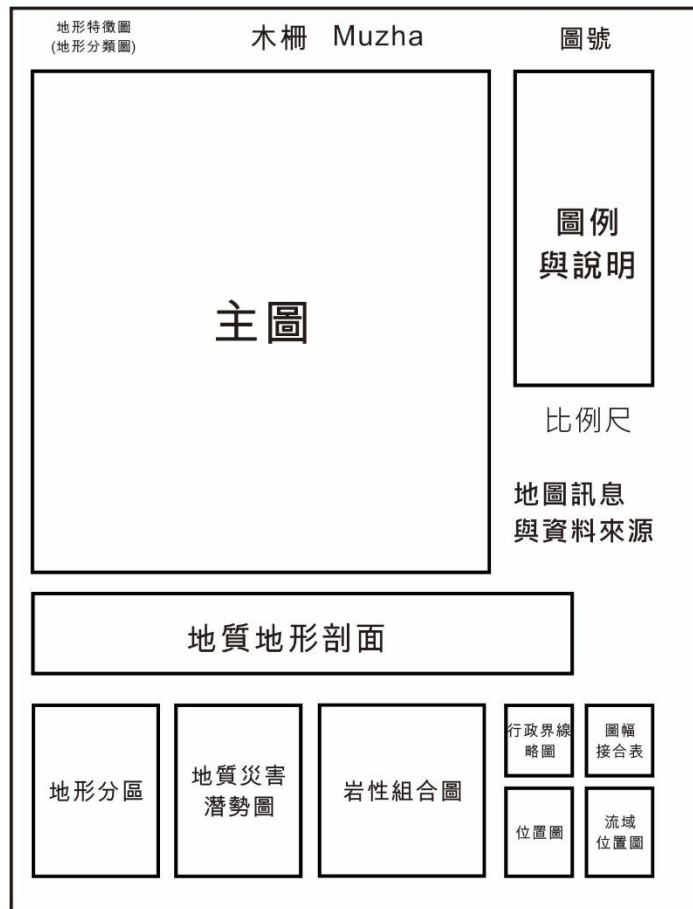 地形特徵圖
(地形分類圖)
木柵 Muzha
圖號
主圖
圖例
與說明
比例尺
地圖訊息
與資料來源
地質地形剖面
地形分區
地質災害
潛勢圖
岩性組合圖
行政界線
略圖
圖幅
接合表
位置圖
流域
位置圖